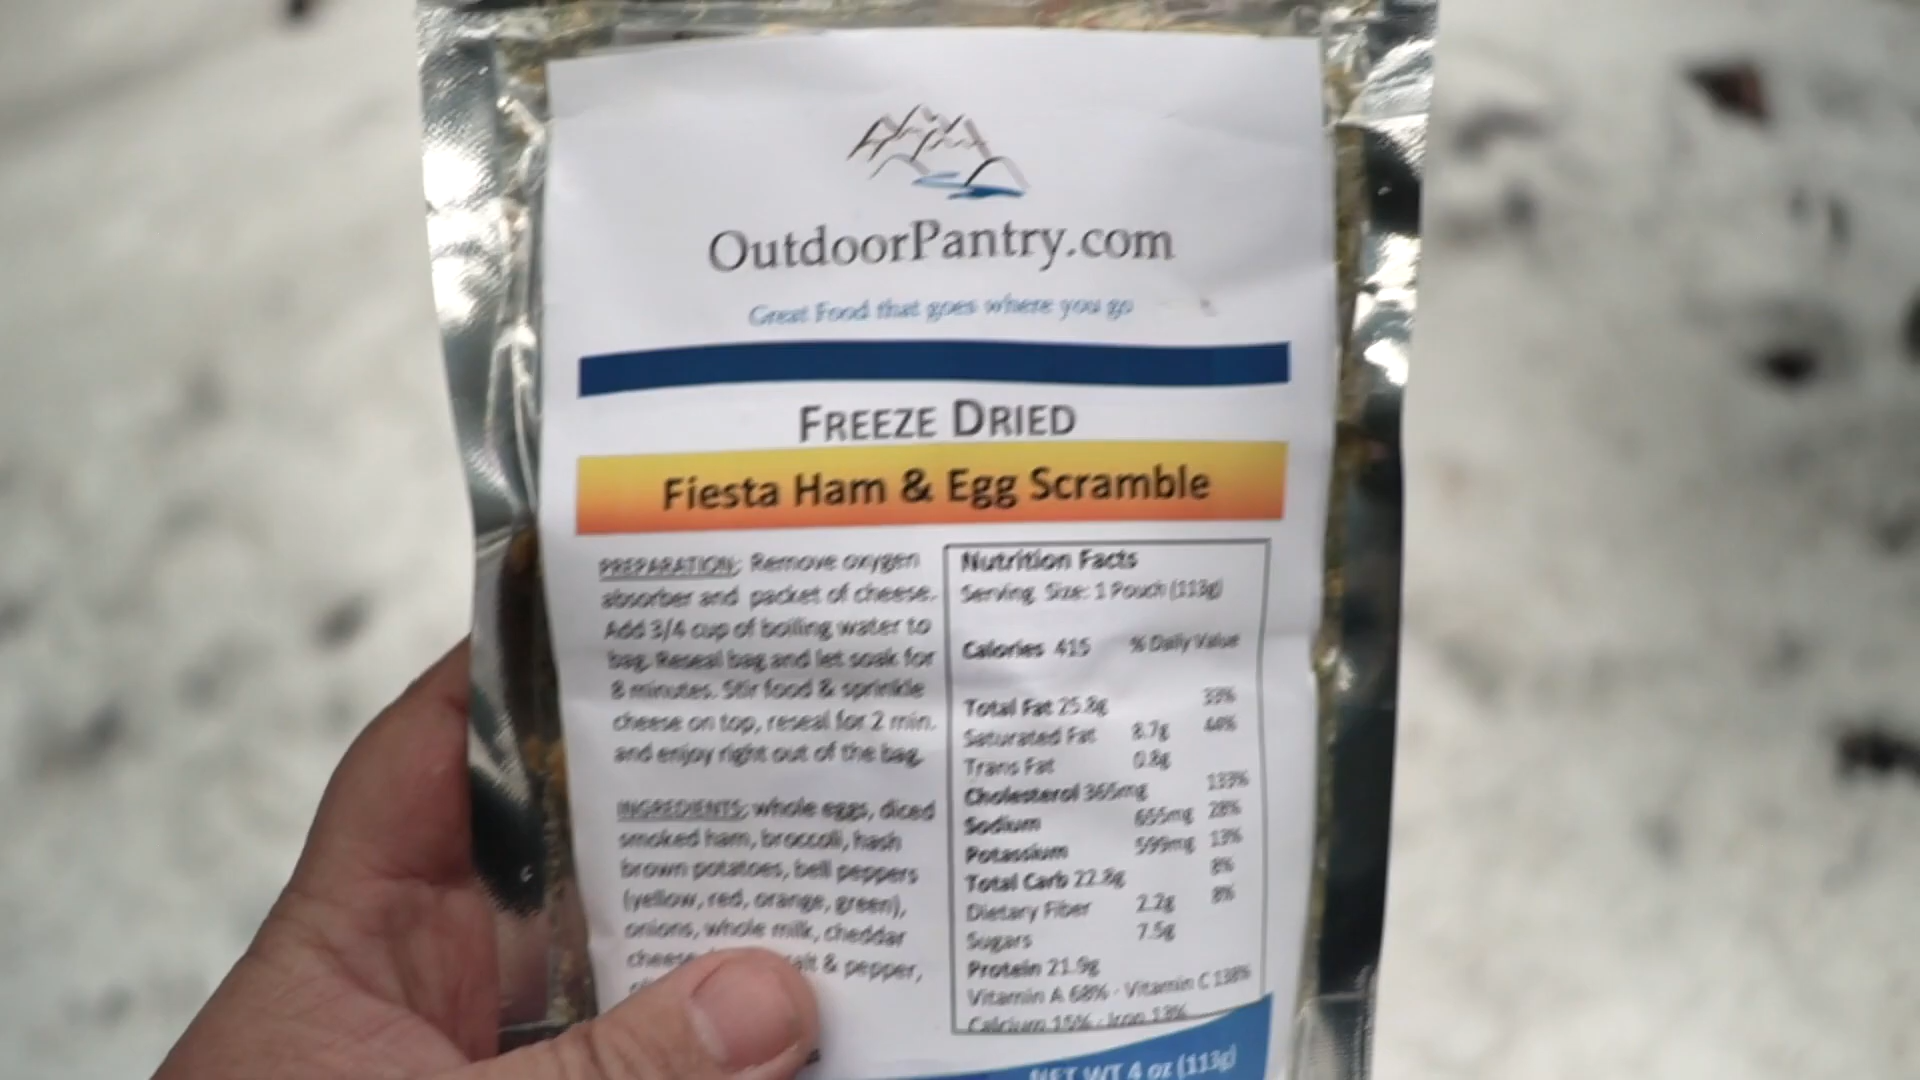 OutdoorPantry.com
Great Food that goes where you go
FREEZE DRIED
Fiesta Ham & Egg Scramble
PREPARATION: Remove oxygen
absorber and packet of cheese.
Add 3/4 cup of boiling water to
bag. Reseal bag and let soak for
8 minutes. Stir food & sprinkle
cheese on top, reseal for 2 min.
and enjoy right out of the bag.
INGREDIENTS: whole eggs, diced
smoked ham, broccoli, hash
brown potatoes, bell peppers
(yellow, red, orange, green),
onions, whole milk, cheddar
cheese & pepper,
Nutrition Facts
Serving Size: 1 Pouch (113g)
Calories 415 % Daily Value
Total Fat 25.8g 33%
Saturated Fat 8.7g 44%
Trans Fat 0.8g
Cholesterol 365mg 133%
Sodium 655mg 28%
Potassium 599mg 13%
Total Carb 22.8g 8%
Dietary Fiber 2.2g 8%
Sugars 7.5g
Protein 21.9g
Vitamin A 68% · Vitamin C 138%
Calcium 15% · Iron 13%
NET WT 4 oz (113g)